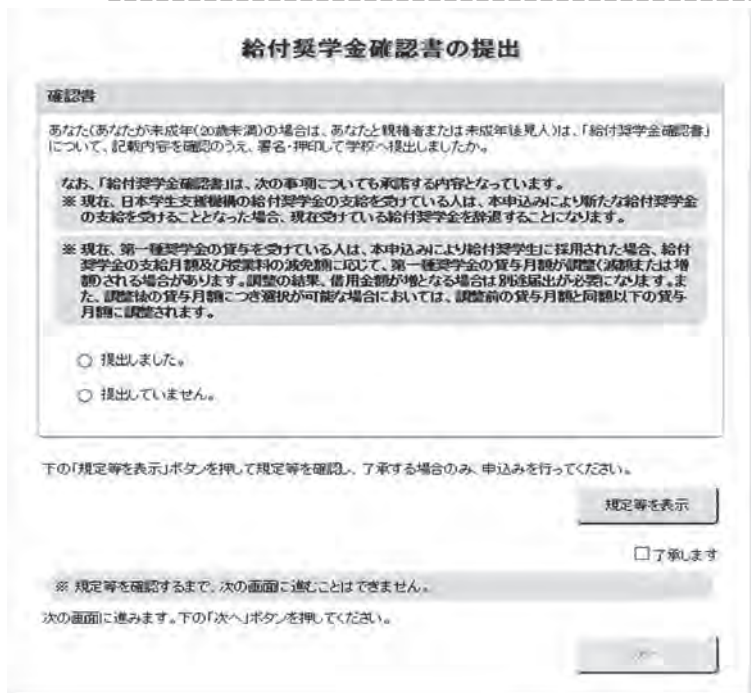 給付奨学金確認書の提出
確認書
あなた(あなたが未成年(20歳未満)の場合は、あなたと親権者または未成年後見人)は、「給付奨学金確認書」
について、記載内容を確認のうえ、署名・押印して学校へ提出しましたか。
なお、「給付奨学金確認書」は、次の事項についても承諾する内容となっています。
※ 現在、日本学生支援機構の給付奨学金の支給を受けている人は、本申込みにより新たな給付奨学金
の支給を受けることとなった場合、現在受けている給付奨学金を辞退することになります。
※ 現在、第一種奨学金の貸与を受けている人は、本申込みにより給付奨学生に採用された場合、給付
奨学金の支給月額及び授業料の減免額に応じて、第一種奨学金の貸与月額が調整(減額または増
額)される場合があります。調整の結果、借用金額が増となる場合は別途届出が必要になります。ま
た、調整後の貸与月額につき選択が可能な場合においては、調整前の貸与月額と同額以下の貸与
月額に調整されます。
○ 提出しました。
○ 提出していません。
下の「規定等を表示」ボタンを押して規定等を確認し、了承する場合のみ、申込みを行ってください。
規定等を表示
□了承します
※ 規定等を確認するまで、次の画面に進むことはできません。
次の画面に進みます。下の「次へ」ボタンを押してください。